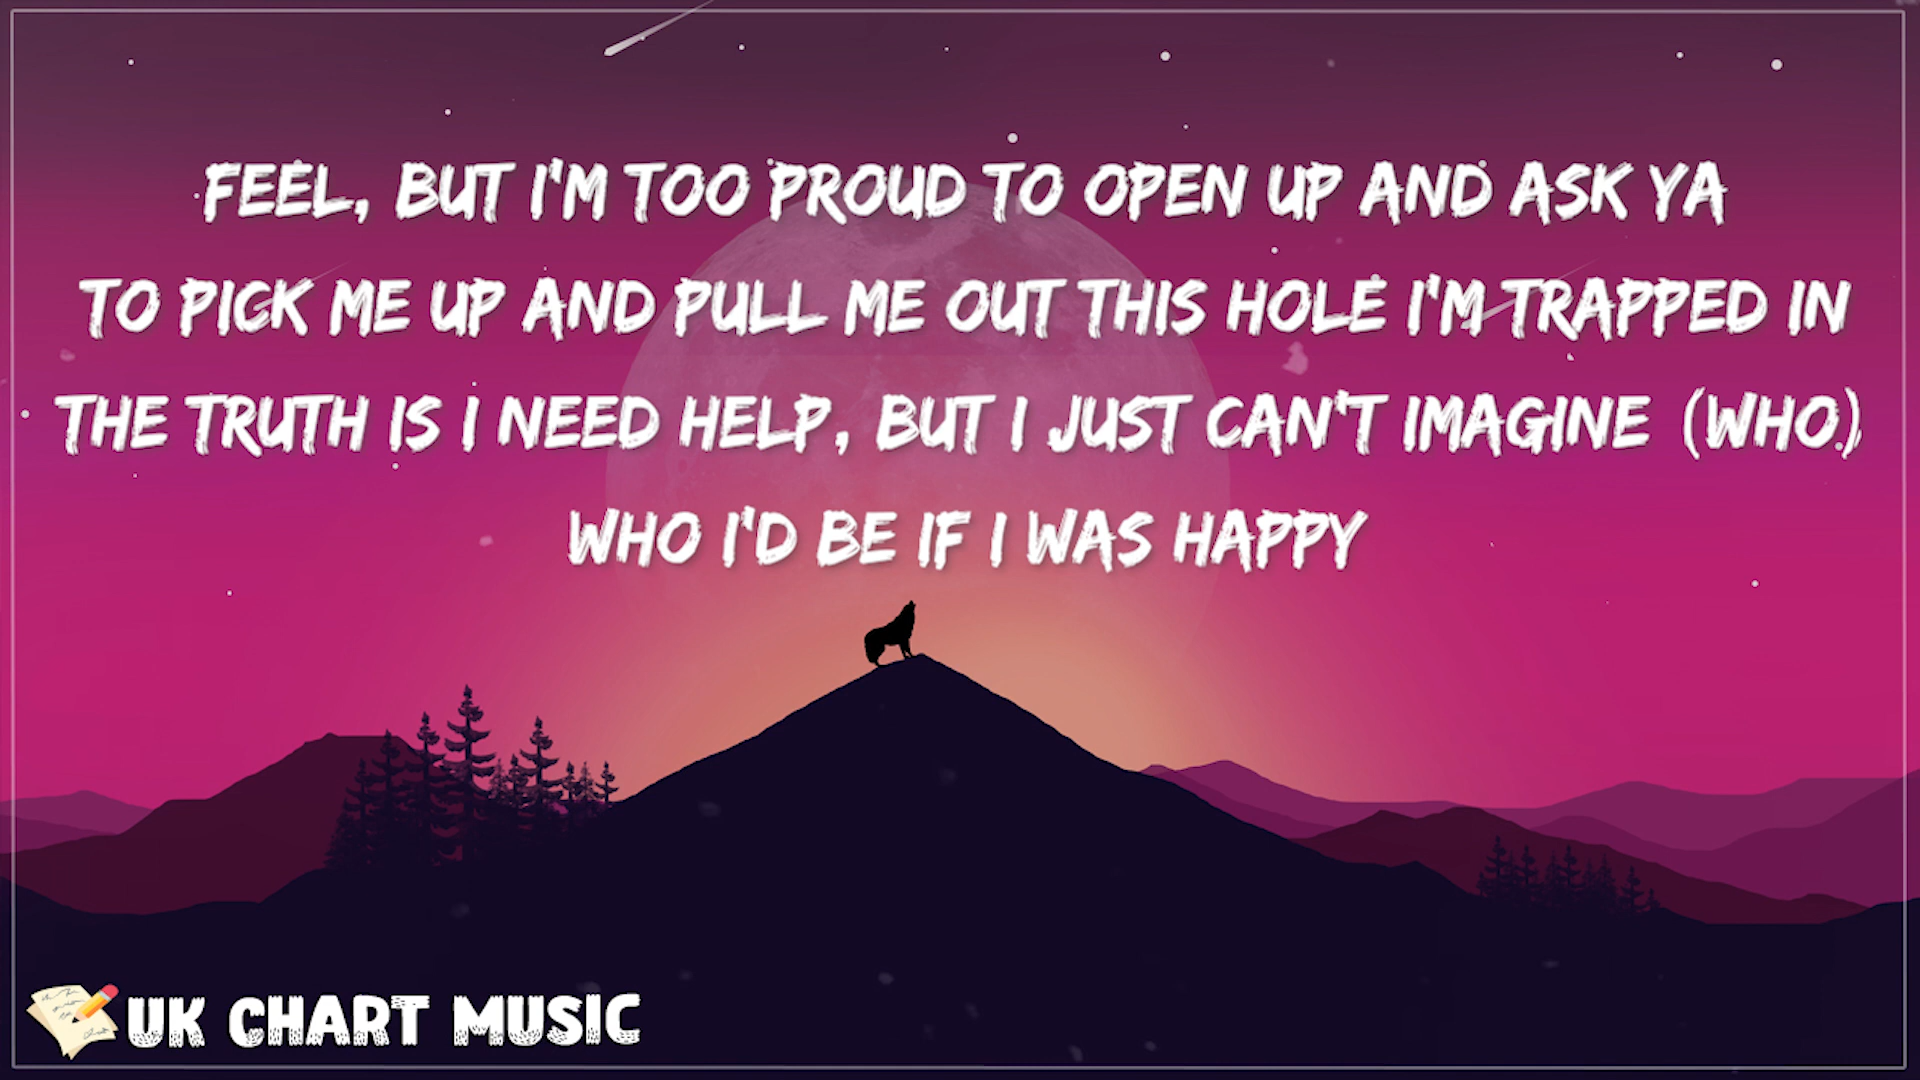 FEEL, BUT I'M TOO PROUD TO OPEN UP AND ASK YA
TO PICK ME UP AND PULL ME OUT THIS HOLE I'M TRAPPED IN
THE TRUTH IS I NEED HELP, BUT I JUST CAN'T IMAGINE (WHO)
WHO I'D BE IF I WAS HAPPY
UK CHART MUSIC